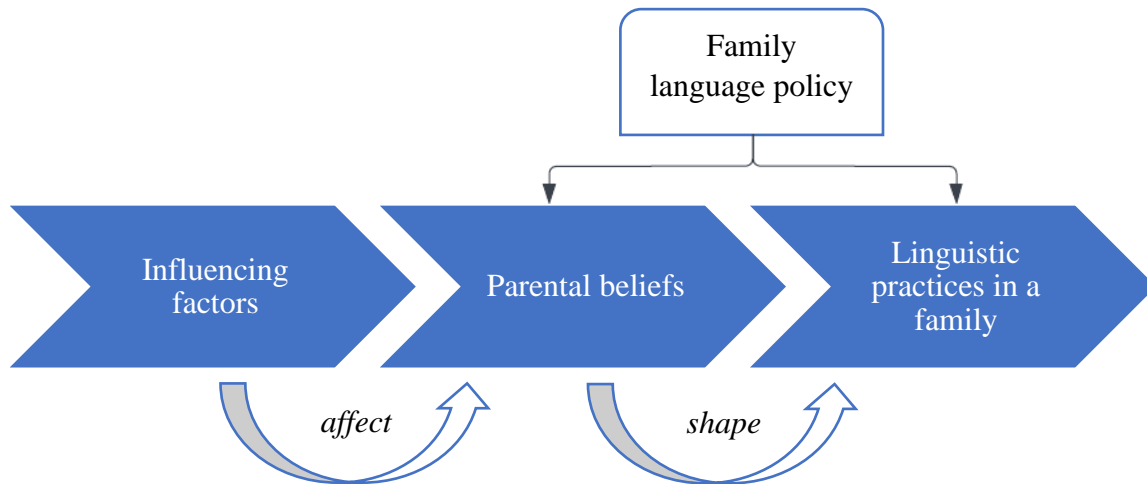 Family
language policy
Influencing
factors
Parental beliefs
Linguistic
practices in a
family
affect
shape